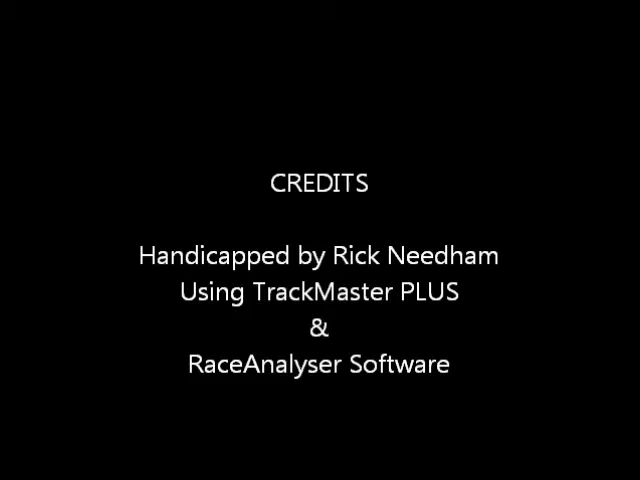 CREDITS
Handicapped by Rick Needham
Using TrackMaster PLUS
&
RaceAnalyser Software